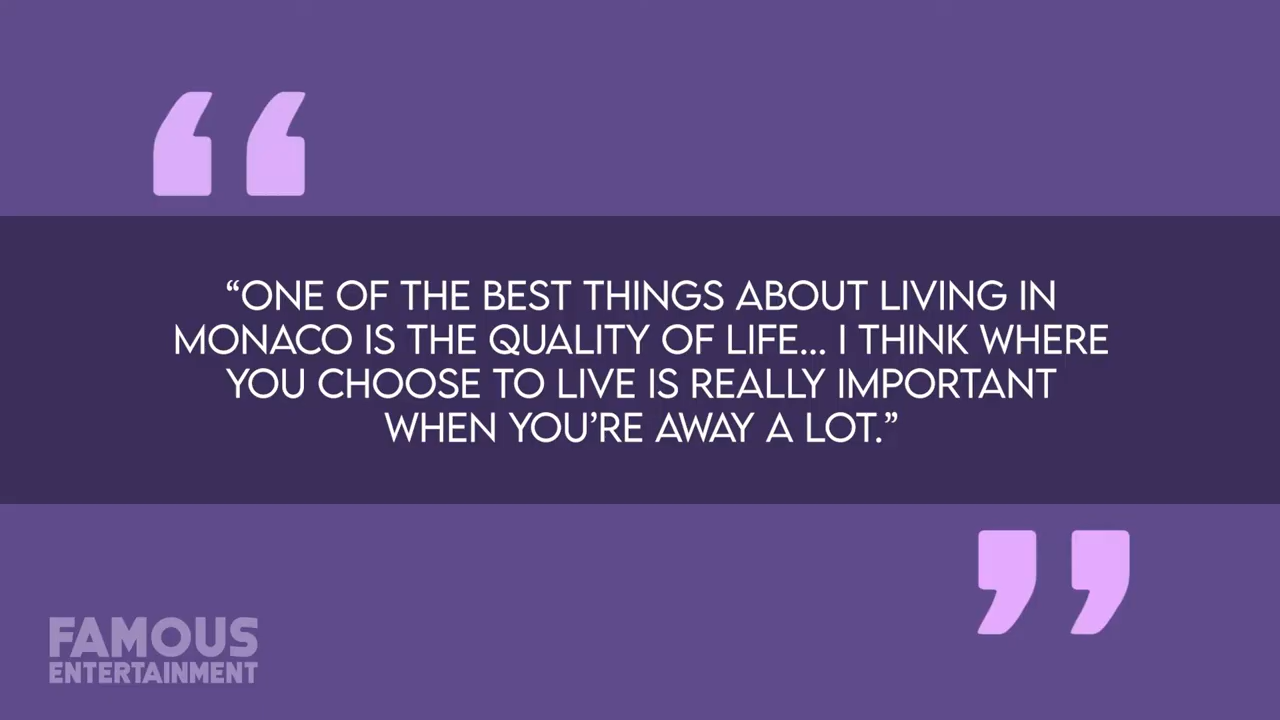 “ONE OF THE BEST THINGS ABOUT LIVING IN
MONACO IS THE QUALITY OF LIFE... I THINK WHERE
YOU CHOOSE TO LIVE IS REALLY IMPORTANT
WHEN YOU’RE AWAY A LOT.”
FAMOUS
ENTERTAINMENT